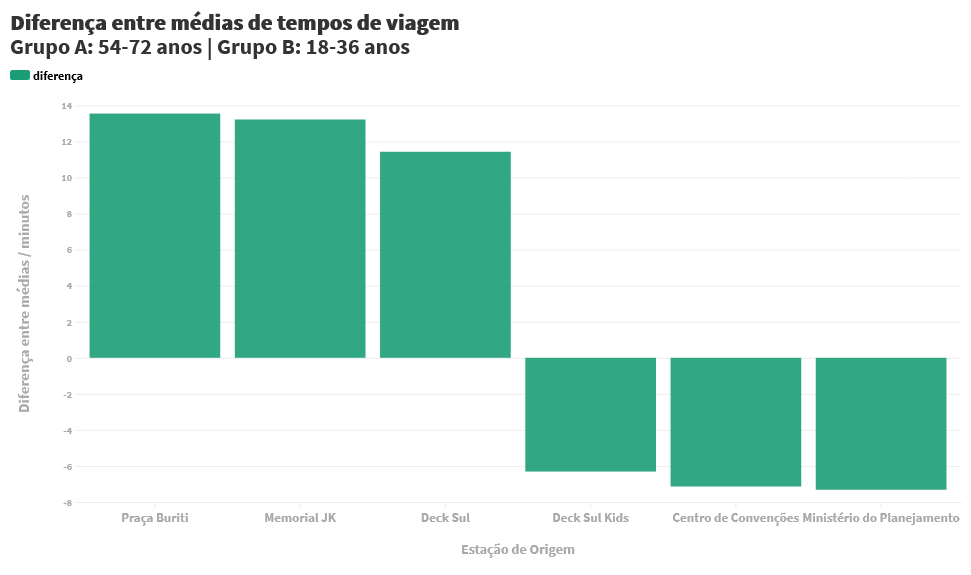 Diferença entre médias de tempos de viagem
Grupo A: 54-72 anos | Grupo B: 18-36 anos
diferença
14
12
10
8
6
4
2
0
-2
-4
-6
-8
Diferença entre médias / minutos
Praça Buriti
Memorial JK
Deck Sul
Deck Sul Kids
Centro de Convenções
Ministério do Planejamento
Estação de Origem